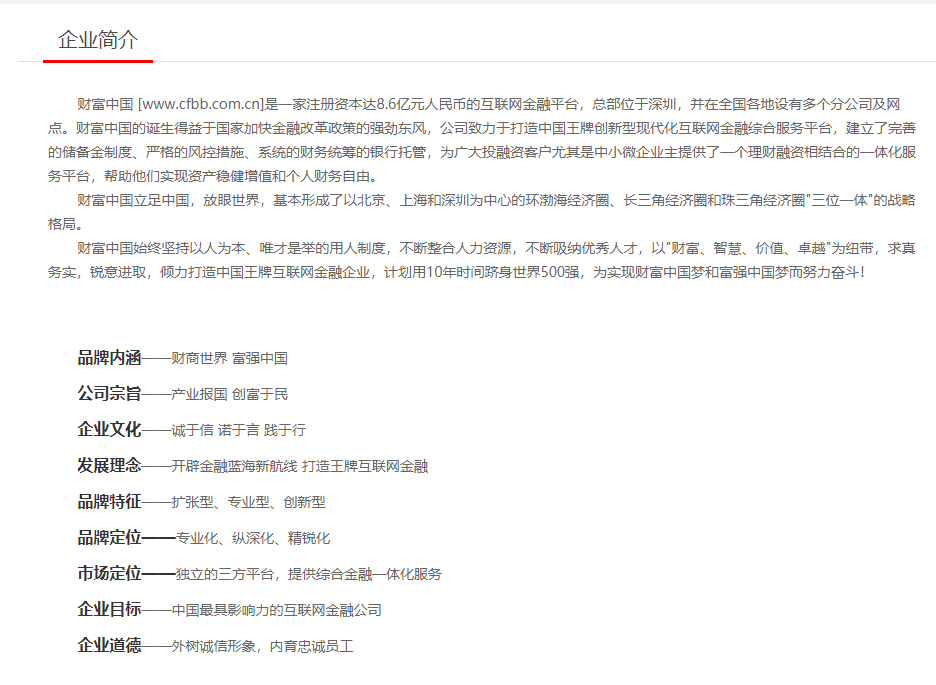 企业简介
财富中国 [www.cfbb.com.cn]是一家注册资本达8.6亿元人民币的互联网金融平台，总部位于深圳，并在全国各地设有多个分公司及网
点。财富中国的诞生得益于国家加快金融改革政策的强劲东风，公司致力于打造中国王牌创新型现代化互联网金融综合服务平台，建立了完善
的储备金制度、严格的风控措施、系统的财务统筹的银行托管，为广大投融资客户尤其是中小微企业主提供了一个理财融资相结合的一体化服
务平台，帮助他们实现资产稳健增值和个人财务自由。
财富中国立足中国，放眼世界，基本形成了以北京、上海和深圳为中心的环渤海经济圈、长三角经济圈和珠三角经济圈"三位一体"的战略
格局。
财富中国始终坚持以人为本、唯才是举的用人制度，不断整合人力资源，不断吸纳优秀人才，以"财富、智慧、价值、卓越"为纽带，求真
务实，锐意进取，倾力打造中国王牌互联网金融企业，计划用10年时间跻身世界500强，为实现财富中国梦和富强中国梦而努力奋斗！
品牌内涵——财商世界 富强中国
公司宗旨——产业报国 创富于民
企业文化——诚于信 诺于言 践于行
发展理念——开辟金融蓝海新航线 打造王牌互联网金融
品牌特征——扩张型、专业型、创新型
品牌定位——专业化、纵深化、精锐化
市场定位——独立的三方平台，提供综合金融一体化服务
企业目标——中国最具影响力的互联网金融公司
企业道德——外树诚信形象，内育忠诚员工